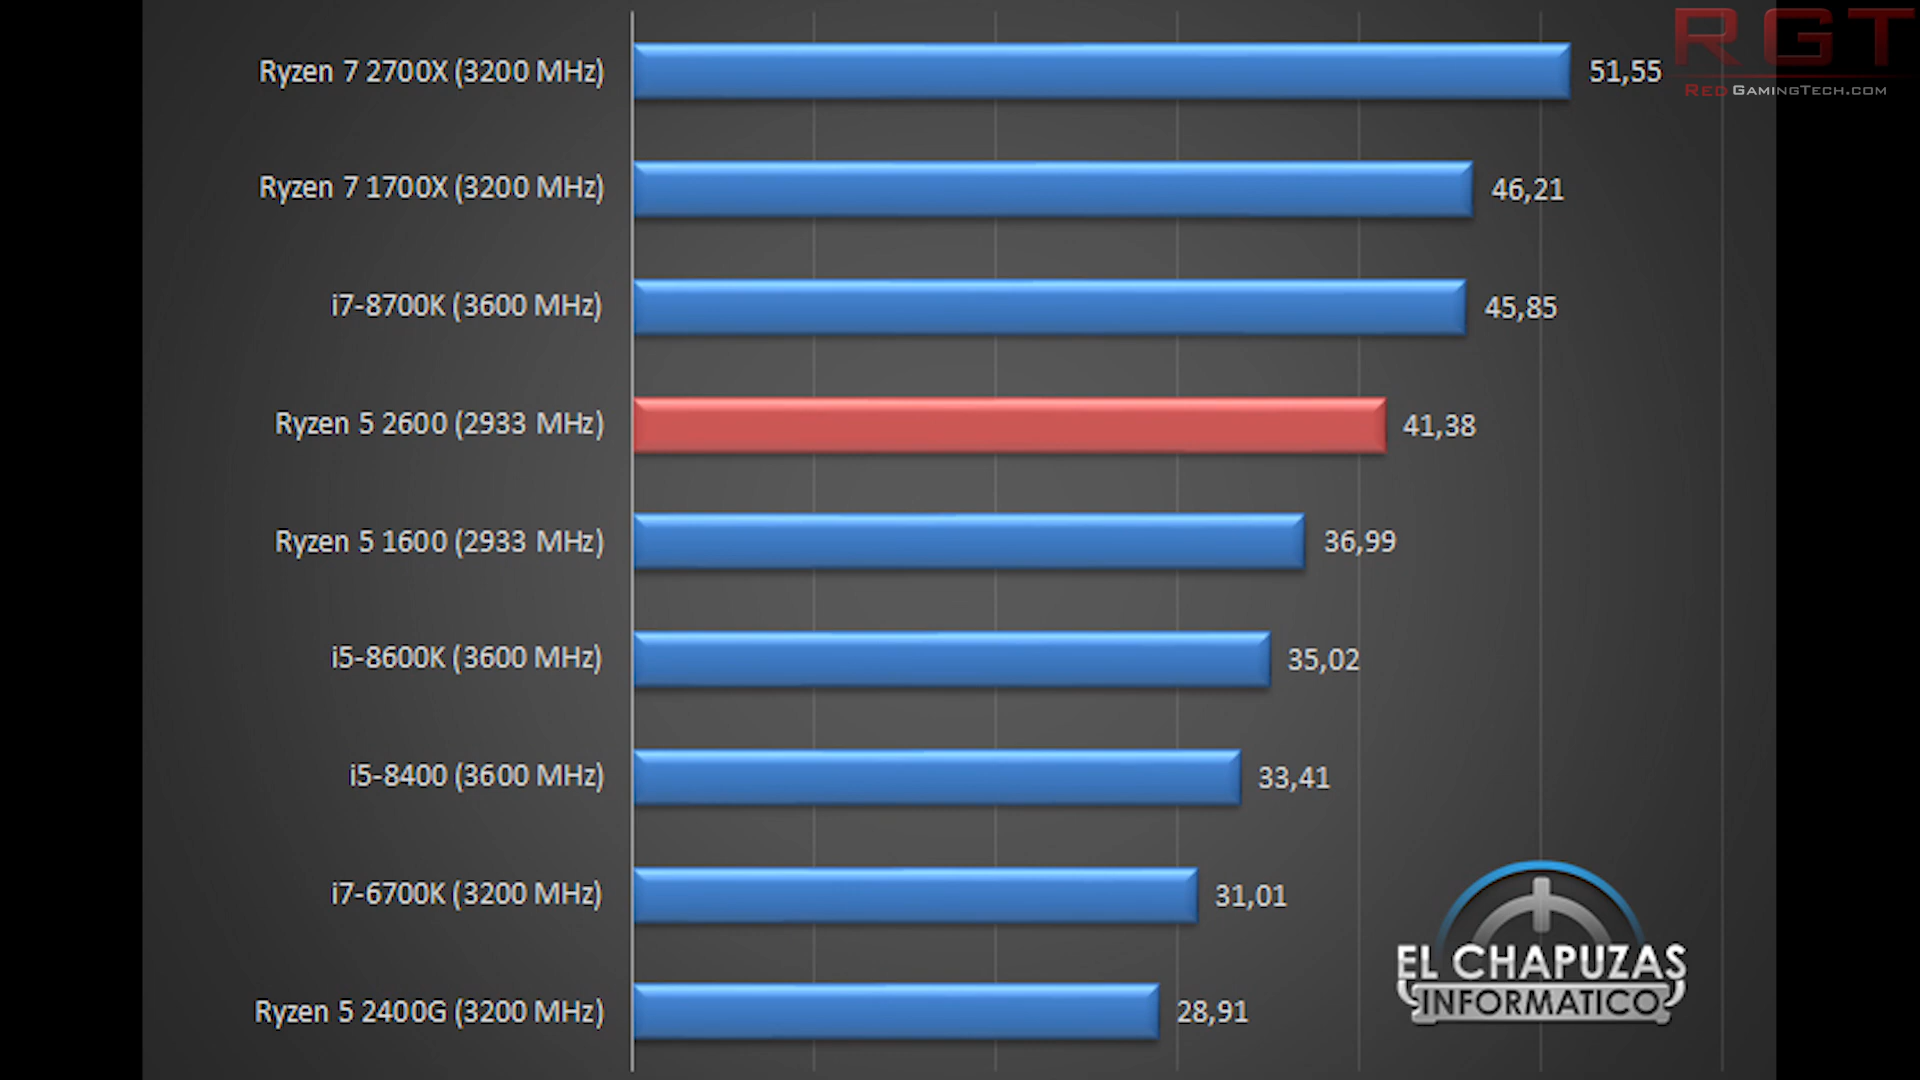 RGT
RedGamingTech.com
Ryzen 7 2700X (3200 MHz) 51,55
Ryzen 7 1700X (3200 MHz) 46,21
i7-8700K (3600 MHz) 45,85
Ryzen 5 2600 (2933 MHz) 41,38
Ryzen 5 1600 (2933 MHz) 36,99
i5-8600K (3600 MHz) 35,02
i5-8400 (3600 MHz) 33,41
i7-6700K (3200 MHz) 31,01
Ryzen 5 2400G (3200 MHz) 28,91
EL CHAPUZAS
INFORMATICO